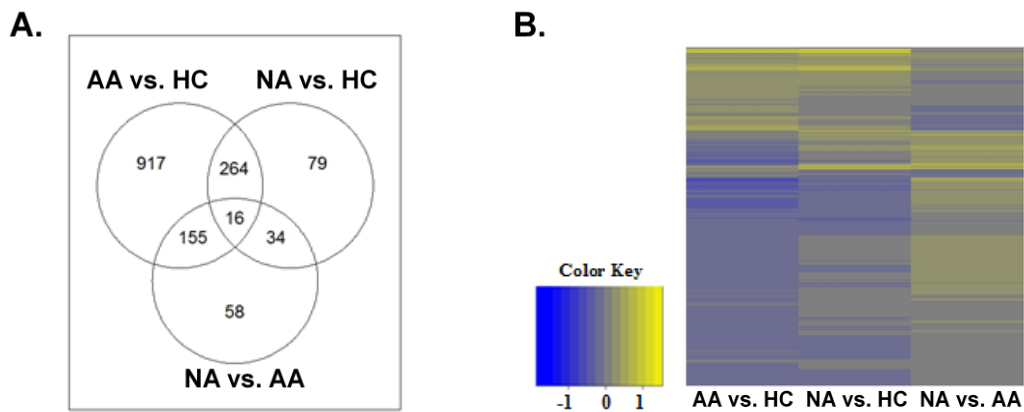 A.
B.
AA vs. HC NA vs. HC
917
264
79
16
155
34
58
NA vs. AA
Color Key
-1 0 1
AA vs. HC NA vs. HC NA vs. AA